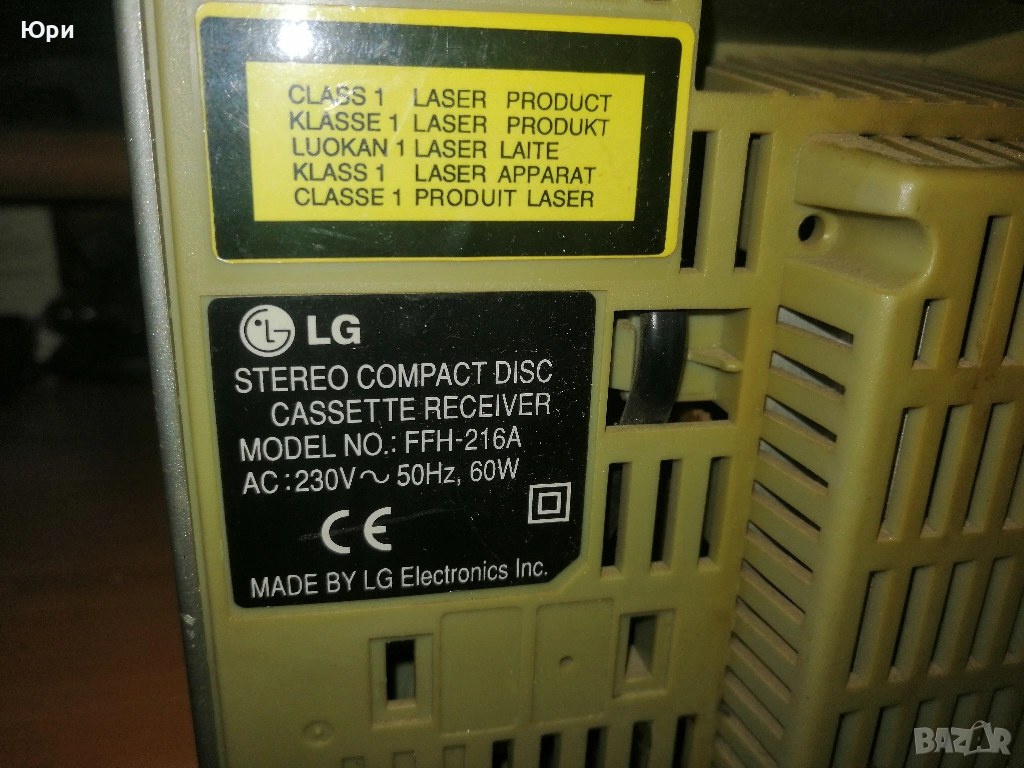 Юри
CLASS 1 LASER PRODUCT
KLASSE 1 LASER PRODUKT
LUOKAN 1 LASER LAITE
KLASS 1 LASER APPARAT
CLASSE 1 PRODUIT LASER
LG
STEREO COMPACT DISC
CASSETTE RECEIVER
MODEL NO.: FFH-216A
AC : 230V ~ 50Hz, 60W
CE
MADE BY LG Electronics Inc.
BAZAR